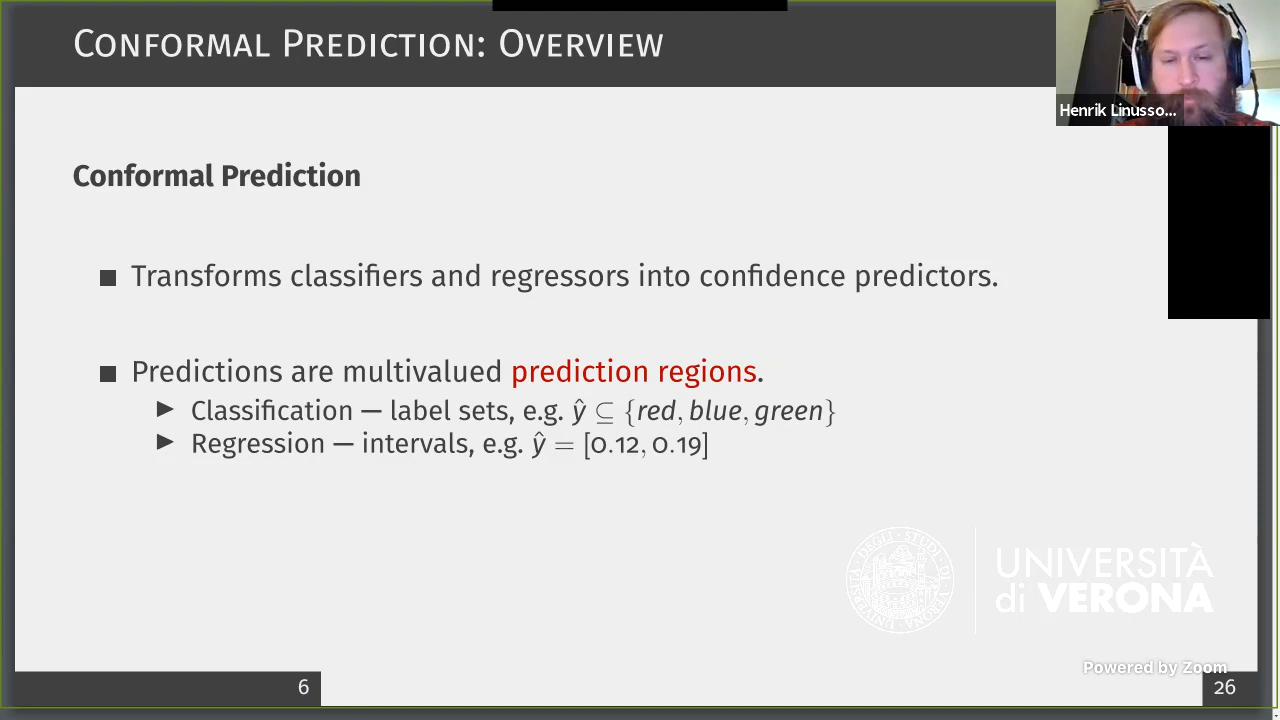 CONFORMAL PREDICTION: OVERVIEW
Henrik Linusso...
Conformal Prediction
■ Transforms classifiers and regressors into confidence predictors.
■ Predictions are multivalued prediction regions.
▶ Classification — label sets, e.g. ŷ ⊆ {red, blue, green}
▶ Regression — intervals, e.g. ŷ = [0.12, 0.19]
UNIVERSITÀ
di VERONA
Powered by Zoom
6
26